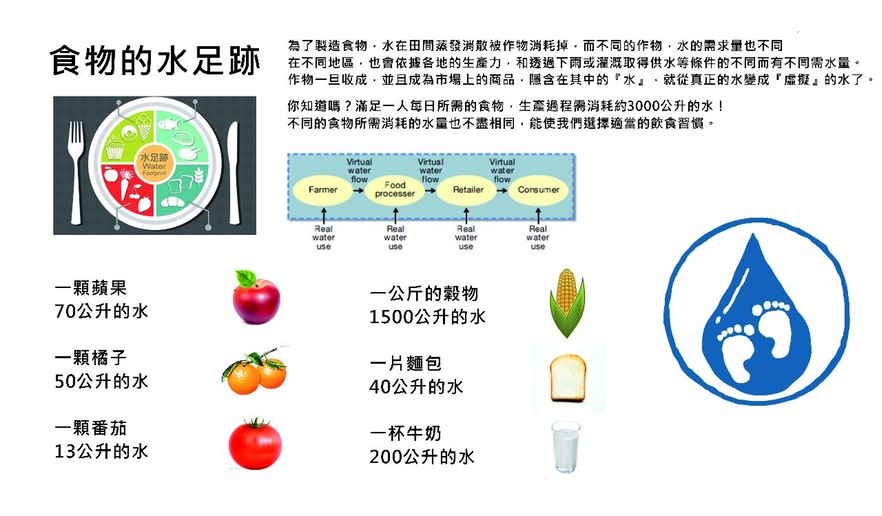 食物的水足跡
為了製造食物，水在田間蒸發消散被作物消耗掉，而不同的作物，水的需求量也不同
在不同地區，也會依據各地的生產力，和透過下雨或灌溉取得供水等條件的不同而有不同需水量。
作物一旦收成，並且成為市場上的商品，隱含在其中的『水』，就從真正的水變成『虛擬』的水了。
你知道嗎？滿足一人每日所需的食物，生產過程需消耗約3000公升的水！
不同的食物所需消耗的水量也不盡相同，能使我們選擇適當的飲食習慣。
水足跡
Water
Footprint
Virtual water flow
Virtual water flow
Virtual water flow
Farmer
Food processer
Retailer
Consumer
Real water use
Real water use
Real water use
Real water use
一顆蘋果
70公升的水
一顆橘子
50公升的水
一顆番茄
13公升的水
一公斤的穀物
1500公升的水
一片麵包
40公升的水
一杯牛奶
200公升的水